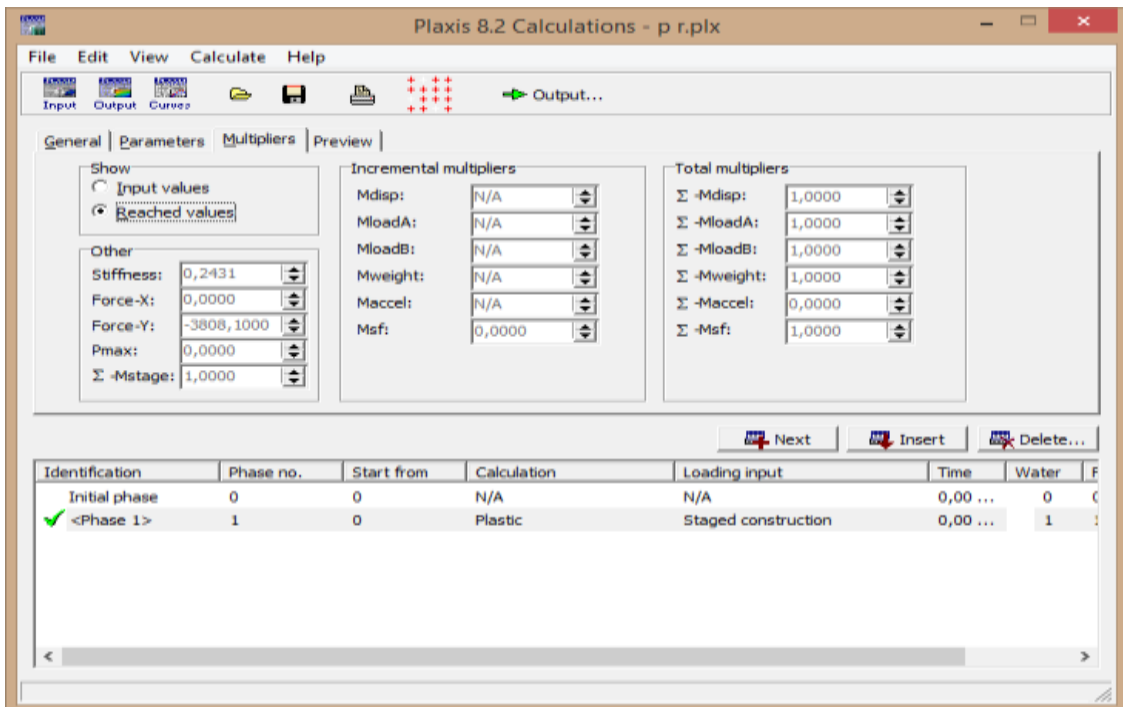 Plaxis 8.2 Calculations - p r.plx
File Edit View Calculate Help
Input Output Curves Output...
General Parameters Multipliers Preview
Show
Input values
Reached values
Other
Stiffness: 0,2431
Force-X: 0,0000
Force-Y: -3808,1000
Pmax: 0,0000
Σ -Mstage: 1,0000
Incremental multipliers
Mdisp: N/A
MloadA: N/A
MloadB: N/A
Mweight: N/A
Maccel: N/A
Msf: 0,0000
Total multipliers
Σ -Mdisp: 1,0000
Σ -MloadA: 1,0000
Σ -MloadB: 1,0000
Σ -Mweight: 1,0000
Σ -Maccel: 0,0000
Σ -Msf: 1,0000
Next Insert Delete...
Identification Phase no. Start from Calculation Loading input Time Water F
Initial phase 0 0 N/A N/A 0,00 ... 0
<Phase 1> 1 0 Plastic Staged construction 0,00 ... 1